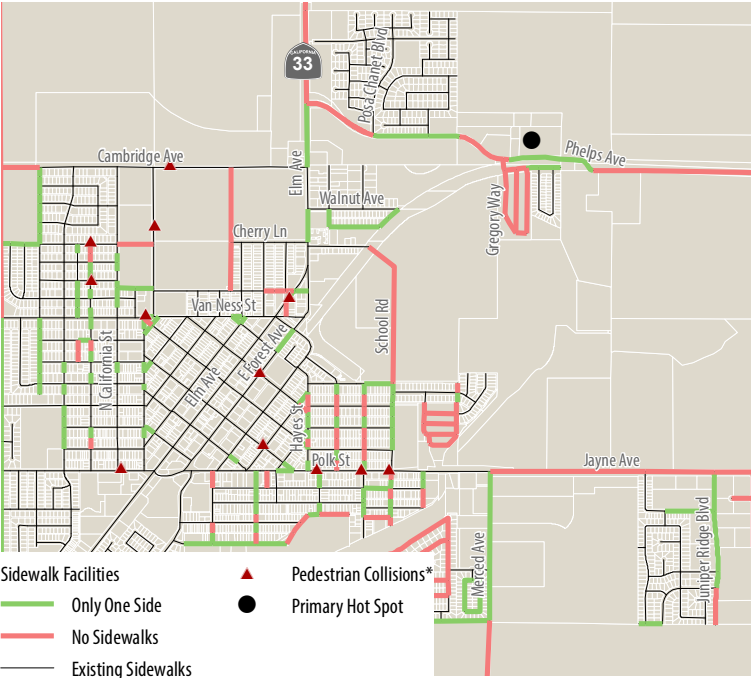 CALIFORNIA
33
Posa Chanet Blvd
Cambridge Ave
Elm Ave
Phelps Ave
Walnut Ave
Gregory Way
Cherry Ln
Van Ness St
School Rd
N California St
Elm Ave
E Forest Ave
Hayes St
Polk St
Jayne Ave
Merced Ave
Juniper Ridge Blvd
Sidewalk Facilities
Only One Side
No Sidewalks
Existing Sidewalks
Pedestrian Collisions*
Primary Hot Spot